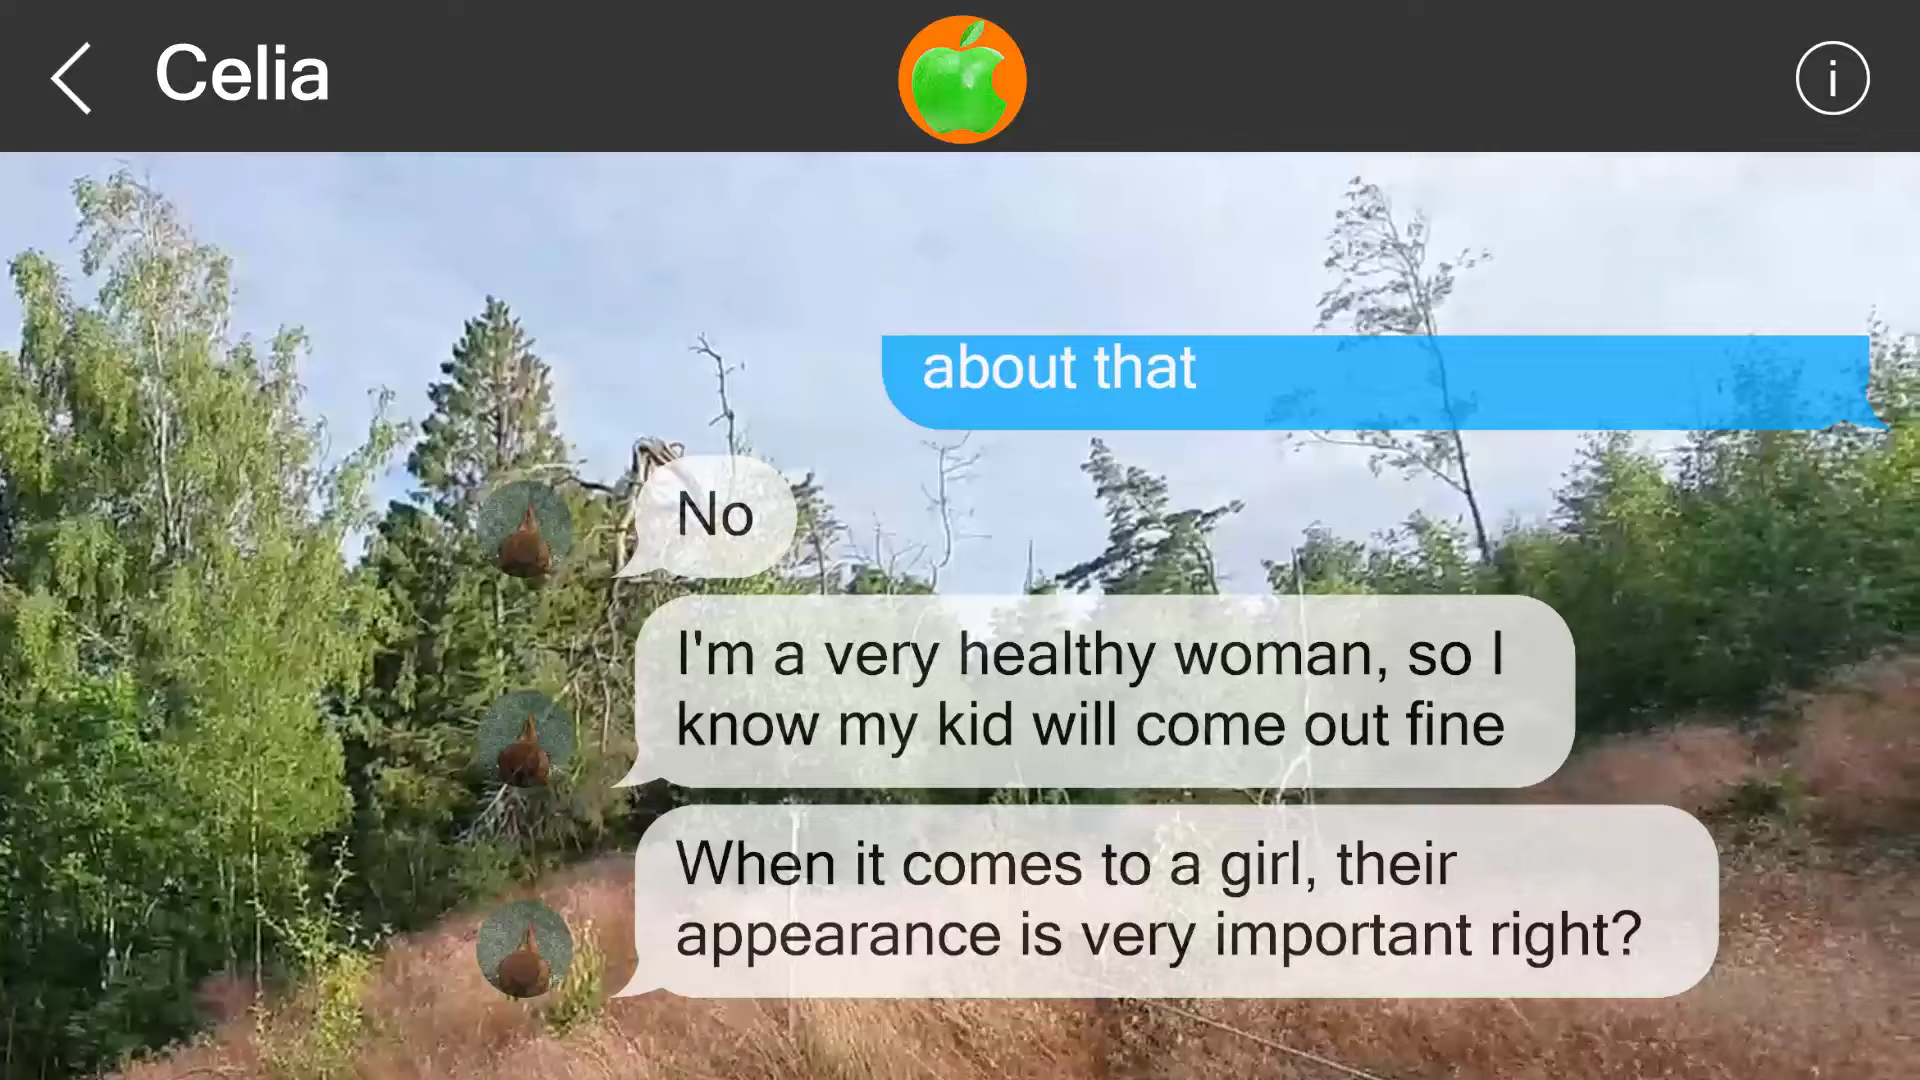 Celia
i
about that
No
I'm a very healthy woman, so I
know my kid will come out fine
When it comes to a girl, their
appearance is very important right?